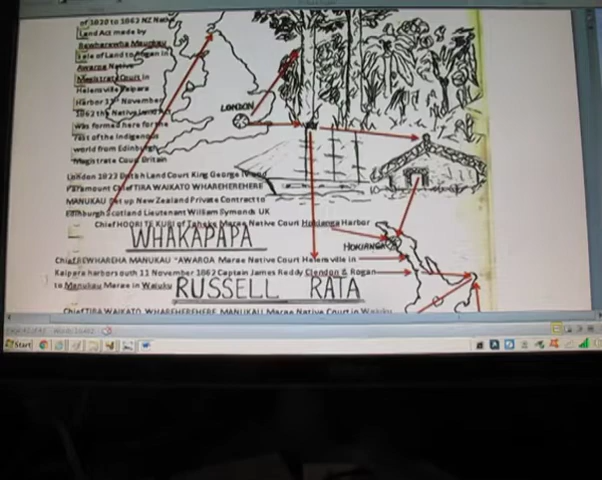 of 1820 to 1862 NZ Nati
Land Act made by
Rewharewha Manukau
sale of Land to Rogan in
Awaroa Native
Magistrate Court in
Helensville Kaipara
Harbor 11th November
1862 the Native Land
was formed here for the
rest of the Indigenous
world from Edinburgh
Magistrate Court Britain
LONDON
London 1823 British Land Court King George IV and
Paramount Chief TIRA WAIKATO WHAREHEREHERE
MANUKAU Set up New Zealand Private Contract to
Edinburgh Scotland Lieutenant William Symonds UK
Chief HOORI TE KURI of Taheke Marae Native Court Hokianga Harbor
WHAKAPAPA
HOKIANGA
Chief REWHAREHA MANUKAU "AWAROA Marae Native Court Helensville in
Kaipara harbor south 11 November 1862 Captain James Reddy Clendon & Rogan
to Manukau Marae in Waiuku
RUSSELL RATA
Chief TIRA WAIKATO WHAREHEREHERE MANUKAU Marae Native Court in Waiuku
Start